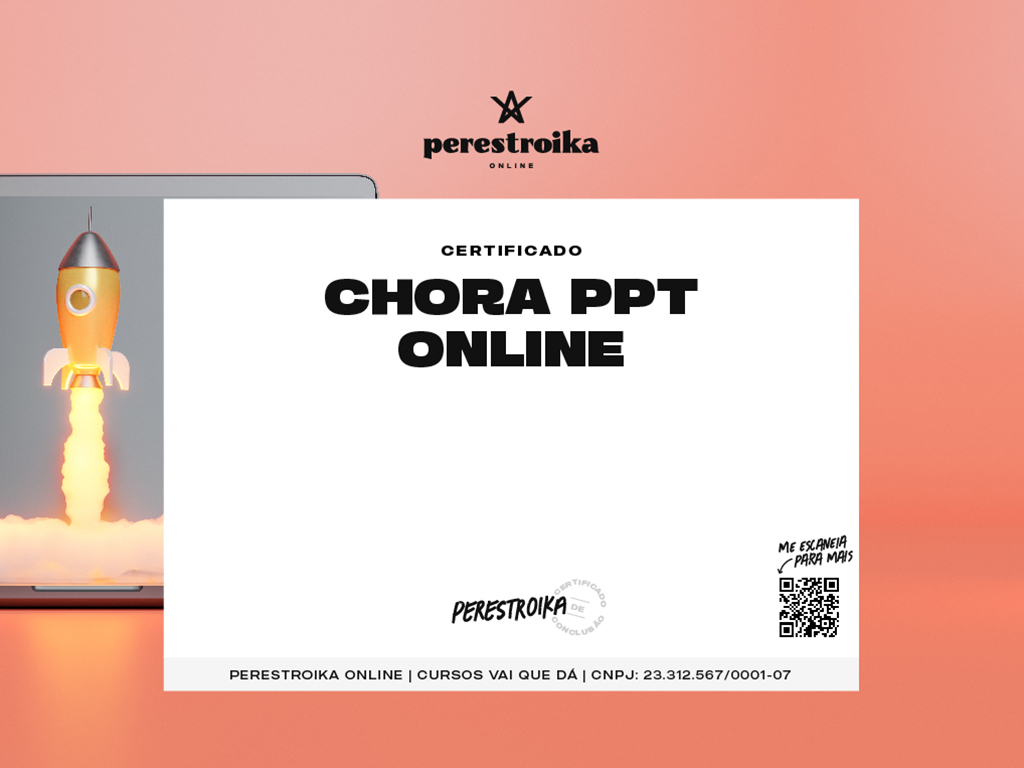 perestroika
ONLINE
CERTIFICADO
CHORA PPT
ONLINE
ME ESCANEIA
PARA MAIS
PERESTROIKA
CERTIFICADO
DE
CONCLUSÃO
PERESTROIKA ONLINE | CURSOS VAI QUE DÁ | CNPJ: 23.312.567/0001-07